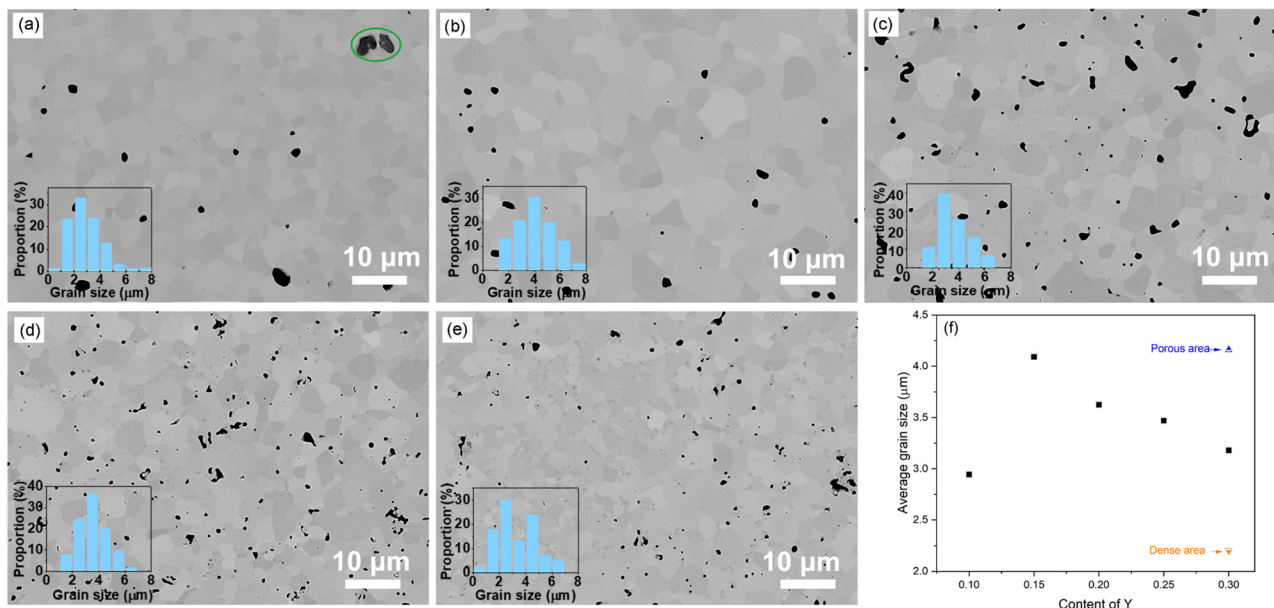 (a)
Proportion (%)
30
20
10
0
0 2 4 6 8
Grain size (μm)
10 μm
(b)
Proportion (%)
30
20
10
0
0 2 4 6 8
Grain size (μm)
10 μm
(c)
Proportion (%)
40
30
20
10
0
0 2 4 6 8
Grain size (μm)
10 μm
(d)
Proportion (%)
40
30
20
10
0
0 2 4 6 8
Grain size (μm)
10 μm
(e)
Proportion (%)
30
20
10
0
0 2 4 6 8
Grain size (μm)
10 μm
(f)
Average grain size (μm)
4.5
4.0
3.5
3.0
2.5
2.0
Porous area
Dense area
0.10 0.15 0.20 0.25 0.30
Content of Y